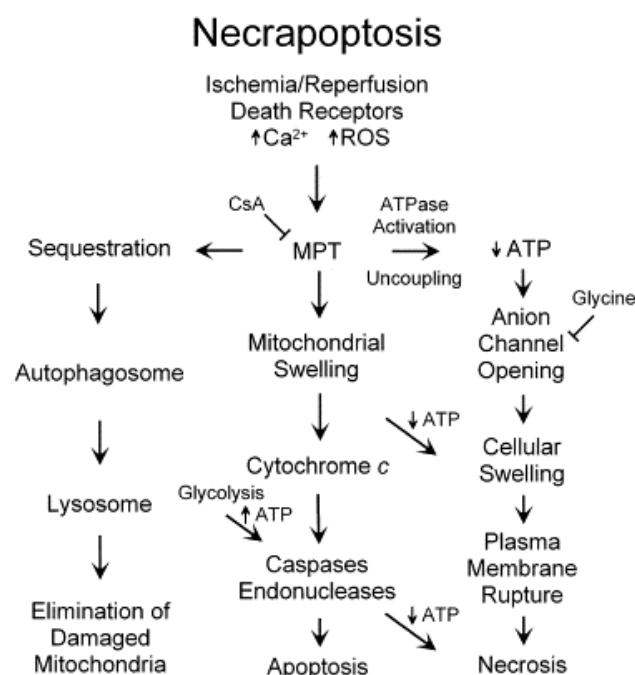 Necrapoptosis
Ischemia/Reperfusion
Death Receptors
↑Ca²⁺ ↑ROS
CsA
ATPase
Activation
Sequestration
MPT
↓ ATP
Uncoupling
Glycine
Anion
Channel
Opening
Mitochondrial
Swelling
Autophagosome
↓ ATP
Cellular
Swelling
Cytochrome c
Glycolysis
↑ ATP
Lysosome
Plasma
Membrane
Rupture
Caspases
Endonucleases
↓ ATP
Elimination of
Damaged
Mitochondria
Apoptosis
Necrosis